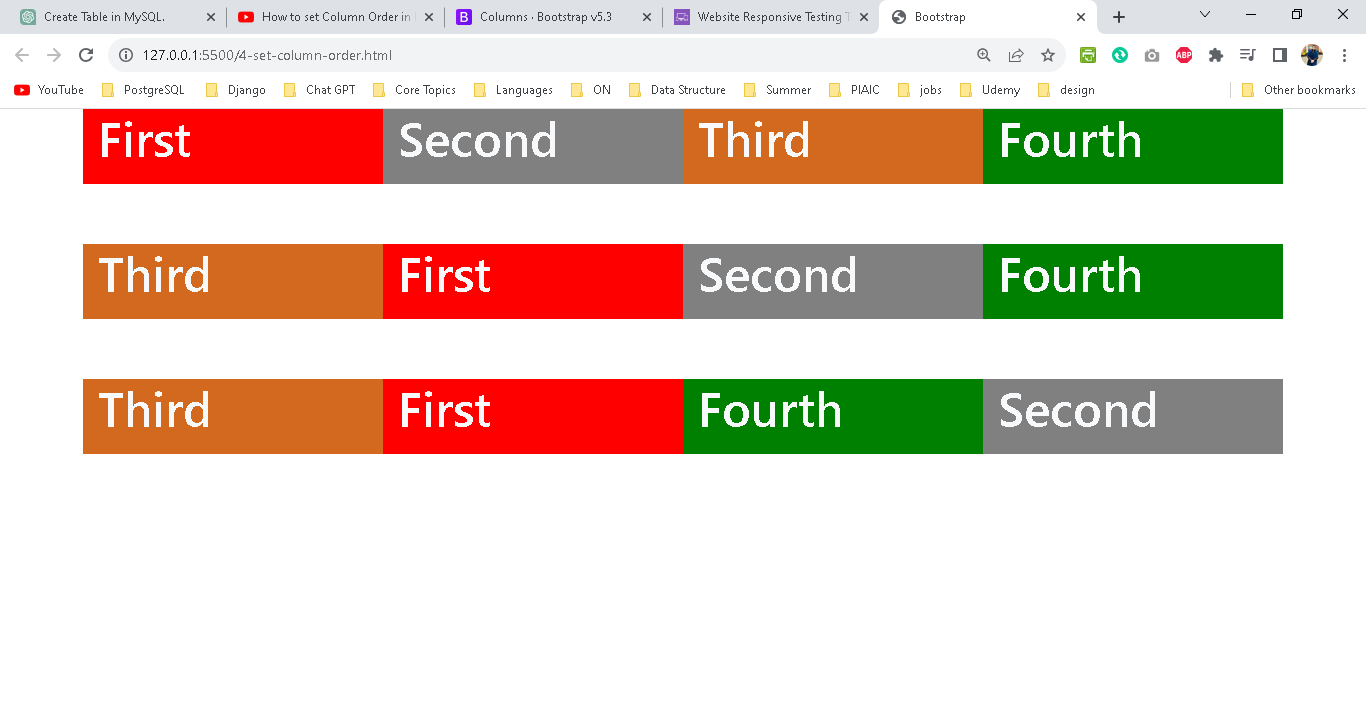 Create Table in MySQL. How to set Column Order in Columns · Bootstrap v5.3 Website Responsive Testing Bootstrap
127.0.0.1:5500/4-set-column-order.html ABP
YouTube PostgreSQL Django Chat GPT Core Topics Languages ON Data Structure Summer PIAIC jobs Udemy design Other bookmarks
First Second Third Fourth
Third First Second Fourth
Third First Fourth Second